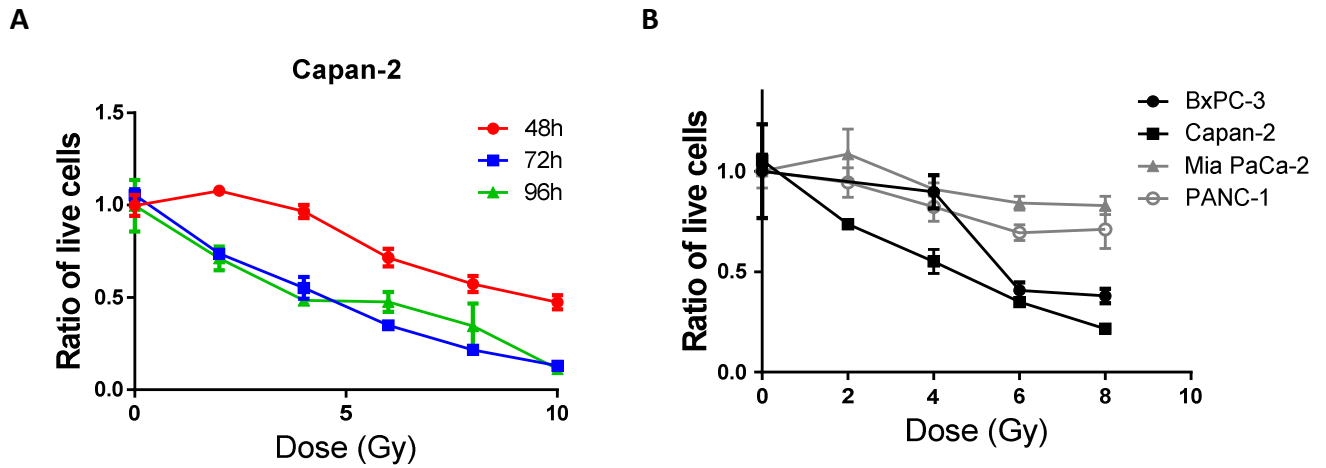 A
Capan-2
Ratio of live cells
1.5
1.0
0.5
0.0
0
5
10
Dose (Gy)
48h
72h
96h
B
Ratio of live cells
1.0
0.5
0.0
0
2
4
6
8
10
Dose (Gy)
BxPC-3
Capan-2
Mia PaCa-2
PANC-1